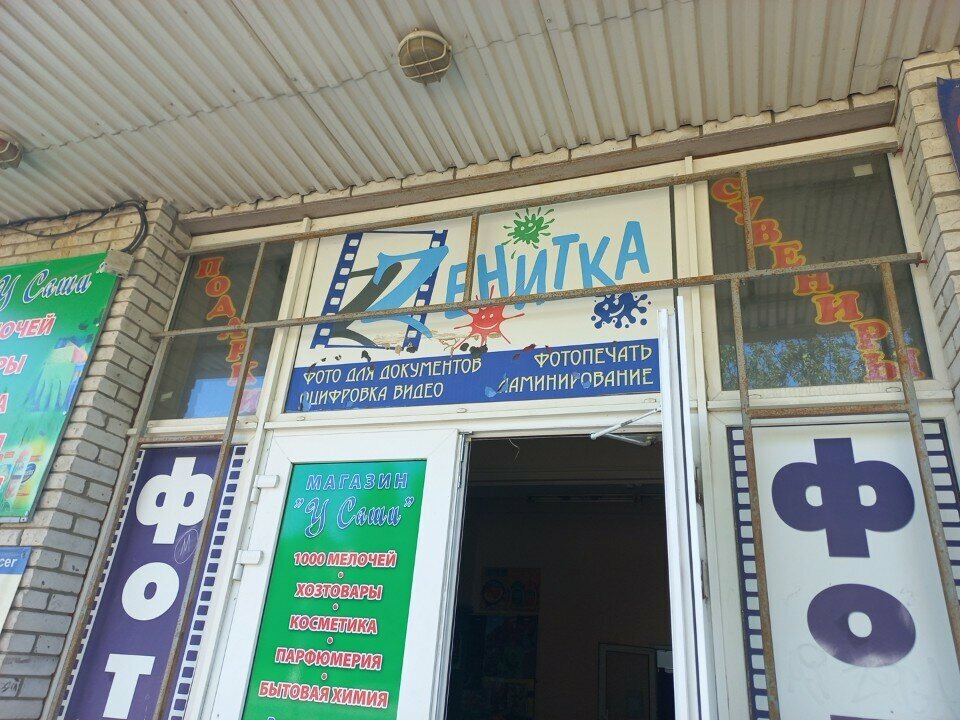 У Саши"
ZЕНИТКА
ФОТО ДЛЯ ДОКУМЕНТОВ
ОЦИФРОВКА ВИДЕО
ФОТОПЕЧАТЬ
ЛАМИНИРОВАНИЕ
ПОДАРК
СУВЕНИРЫ
МАГАЗИН
"У Саши"
1000 МЕЛОЧЕЙ
ХОЗТОВАРЫ
КОСМЕТИКА
ПАРФЮМЕРИЯ
БЫТОВАЯ ХИМИЯ
ФОТ
ФО